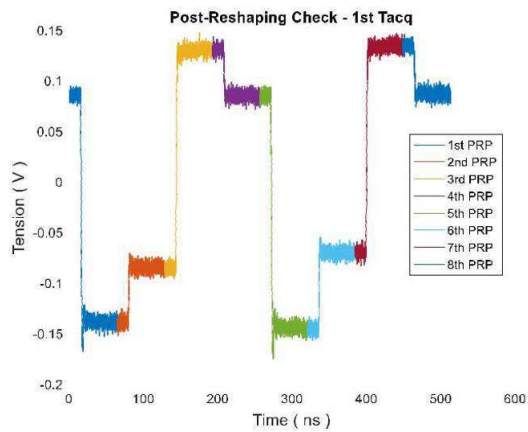 Post-Reshaping Check - 1st Tacq
0.15
0.1
0.05
0
-0.05
-0.1
-0.15
-0.2
Tension ( V )
1st PRP
2nd PRP
3rd PRP
4th PRP
5th PRP
6th PRP
7th PRP
8th PRP
0 100 200 300 400 500 600
Time ( ns )